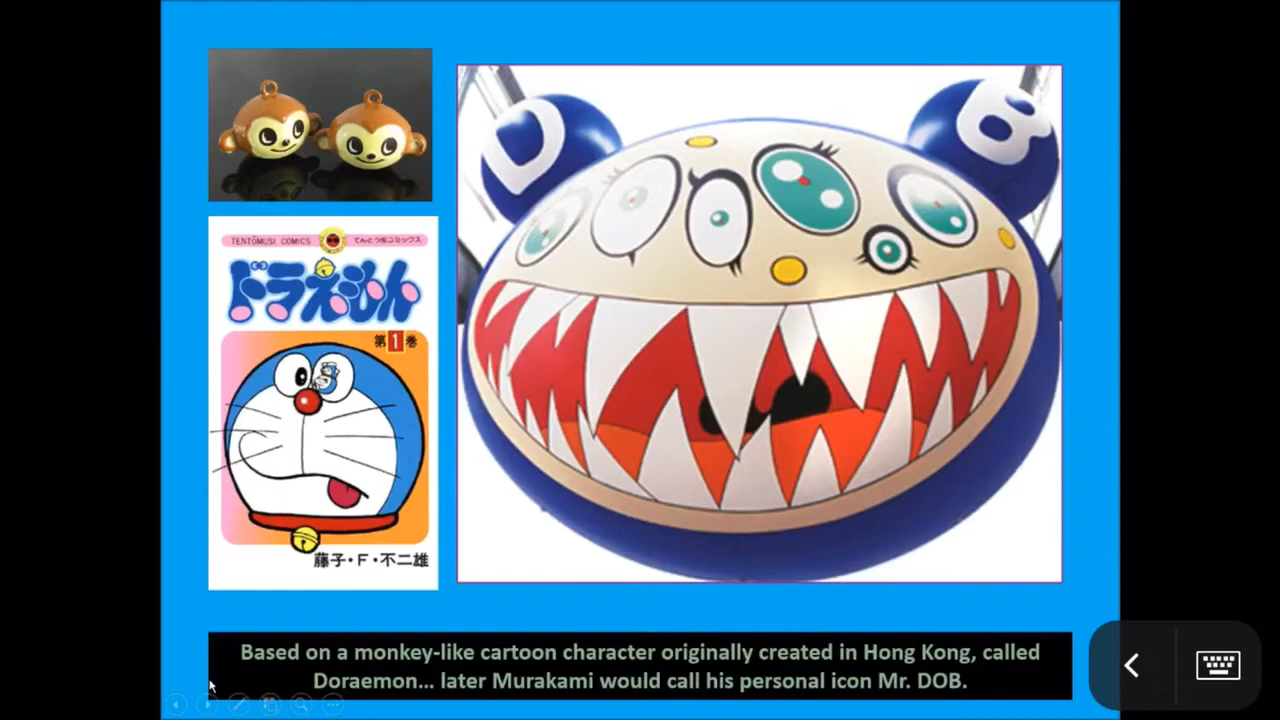 D B
TENTŌMUSI COMICS てんとう虫コミックス
ドラえもん
第1巻
藤子・F・不二雄
Based on a monkey-like cartoon character originally created in Hong Kong, called
Doraemon... later Murakami would call his personal icon Mr. DOB.